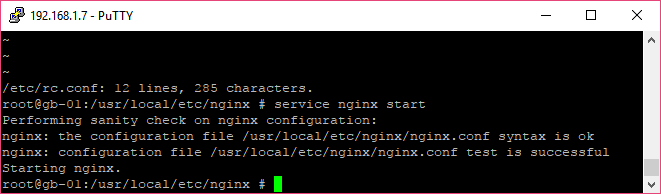 192.168.1.7 - PuTTY
~
~
~
/etc/rc.conf: 12 lines, 285 characters.
root@gb-01:/usr/local/etc/nginx # service nginx start
Performing sanity check on nginx configuration:
nginx: the configuration file /usr/local/etc/nginx/nginx.conf syntax is ok
nginx: configuration file /usr/local/etc/nginx/nginx.conf test is successful
Starting nginx.
root@gb-01:/usr/local/etc/nginx #